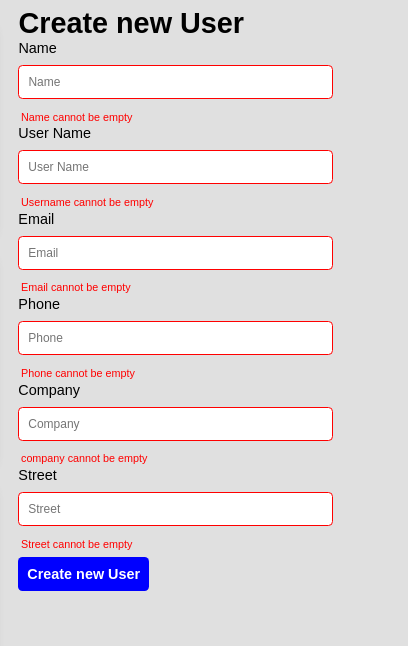 Create new User
Name
Name
Name cannot be empty
User Name
User Name
Username cannot be empty
Email
Email
Email cannot be empty
Phone
Phone
Phone cannot be empty
Company
Company
company cannot be empty
Street
Street
Street cannot be empty
Create new User